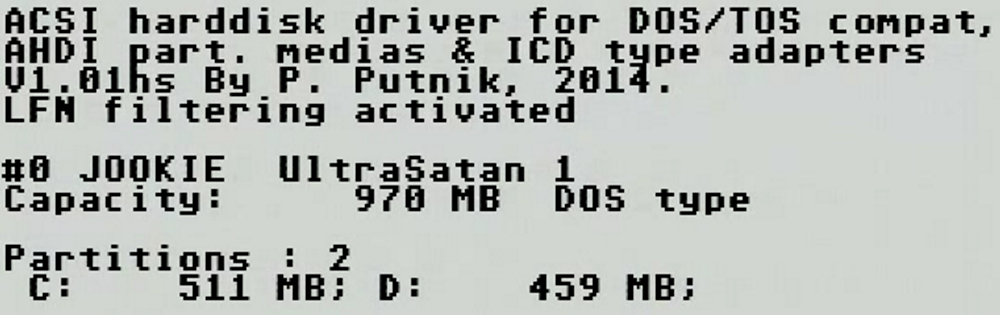 ACSI harddisk driver for DOS/TOS compat,
AHDI part. medias & ICD type adapters
V1.01hs By P. Putnik, 2014.
LFN filtering activated
#0 JOOKIE  UltraSatan 1
Capacity:     970 MB  DOS type
Partitions : 2
C:    511 MB; D:    459 MB;